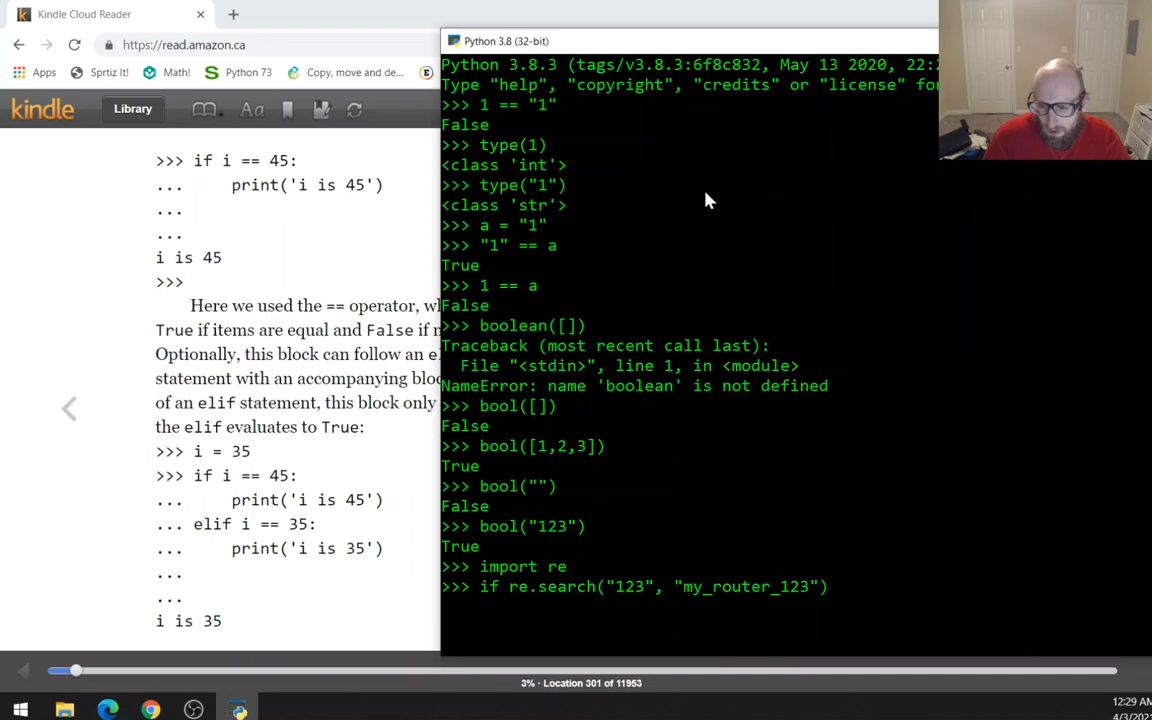 Kindle Cloud Reader
https://read.amazon.ca
Apps
Sprtiz It!
Math!
Python 73
Copy, move and de...
kindle
Library
Aa
>>> if i == 45:
... print('i is 45')
...
...
i is 45
>>>
Here we used the == operator, w
True if items are equal and False if n
Optionally, this block can follow an el
statement with an accompanying bloc
of an elif statement, this block only
the elif evaluates to True:
>>> i = 35
>>> if i == 45:
... print('i is 45')
... elif i == 35:
... print('i is 35')
...
...
i is 35
3% · Location 301 of 11953
Python 3.8 (32-bit)
Python 3.8.3 (tags/v3.8.3:6f8c832, May 13 2020, 22:2
Type "help", "copyright", "credits" or "license" for
>>> 1 == "1"
False
>>> type(1)
<class 'int'>
>>> type("1")
<class 'str'>
>>> a = "1"
>>> "1" == a
True
>>> 1 == a
False
>>> boolean([])
Traceback (most recent call last):
File "<stdin>", line 1, in <module>
NameError: name 'boolean' is not defined
>>> bool([])
False
>>> bool([1,2,3])
True
>>> bool("")
False
>>> bool("123")
True
>>> import re
>>> if re.search("123", "my_router_123")
12:29 AM